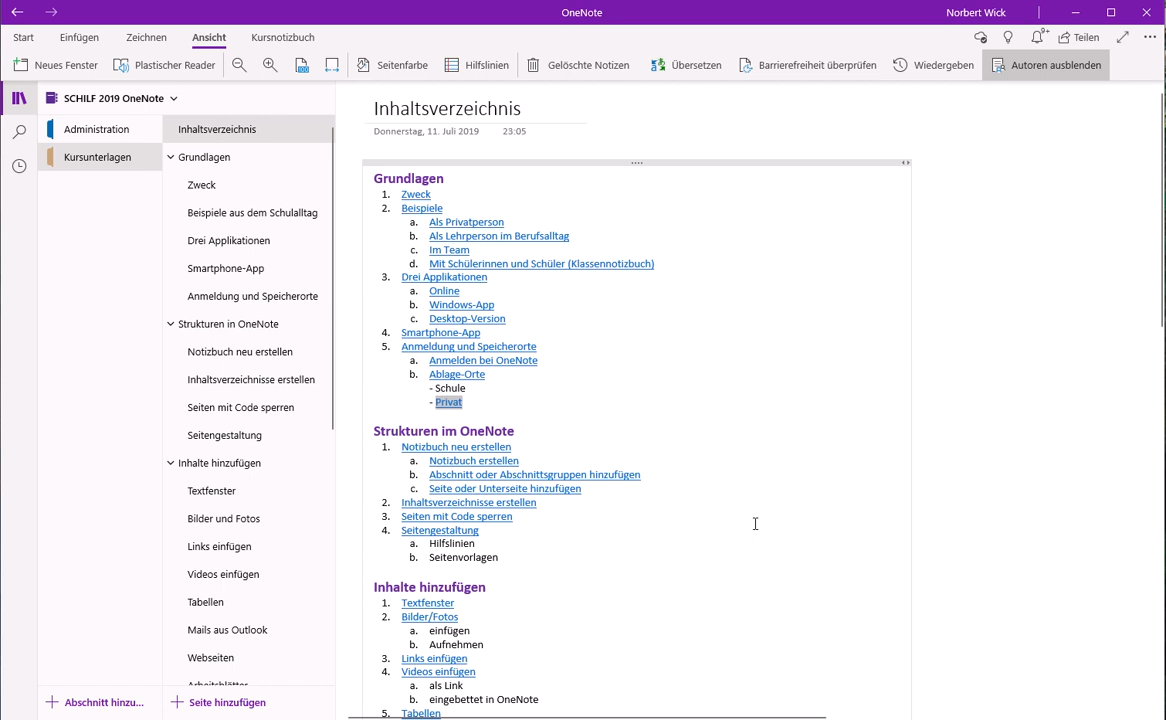 OneNote
Norbert Wick
Start
Einfügen
Zeichnen
Ansicht
Kursnotizbuch
9+
Teilen
Neues Fenster
Plastischer Reader
Seitenfarbe
Hilfslinien
Gelöschte Notizen
Übersetzen
Barrierefreiheit überprüfen
Wiedergeben
Autoren ausblenden
SCHILF 2019 OneNote
Administration
Kursunterlagen
Inhaltsverzeichnis
Grundlagen
Zweck
Beispiele aus dem Schulalltag
Drei Applikationen
Smartphone-App
Anmeldung und Speicherorte
Strukturen in OneNote
Notizbuch neu erstellen
Inhaltsverzeichnisse erstellen
Seiten mit Code sperren
Seitengestaltung
Inhalte hinzufügen
Textfenster
Bilder und Fotos
Links einfügen
Videos einfügen
Tabellen
Mails aus Outlook
Webseiten
Arbeitsblätter
Abschnitt hinzu...
Seite hinzufügen
Inhaltsverzeichnis
Donnerstag, 11. Juli 2019 23:05
Grundlagen
1. Zweck
2. Beispiele
a. Als Privatperson
b. Als Lehrperson im Berufsalltag
c. Im Team
d. Mit Schülerinnen und Schüler (Klassennotizbuch)
3. Drei Applikationen
a. Online
b. Windows-App
c. Desktop-Version
4. Smartphone-App
5. Anmeldung und Speicherorte
a. Anmelden bei OneNote
b. Ablage-Orte
- Schule
- Privat
Strukturen im OneNote
1. Notizbuch neu erstellen
a. Notizbuch erstellen
b. Abschnitt oder Abschnittsgruppen hinzufügen
c. Seite oder Unterseite hinzufügen
2. Inhaltsverzeichnisse erstellen
3. Seiten mit Code sperren
4. Seitengestaltung
a. Hilfslinien
b. Seitenvorlagen
Inhalte hinzufügen
1. Textfenster
2. Bilder/Fotos
a. einfügen
b. Aufnehmen
3. Links einfügen
4. Videos einfügen
a. als Link
b. eingebettet in OneNote
5. Tabellen